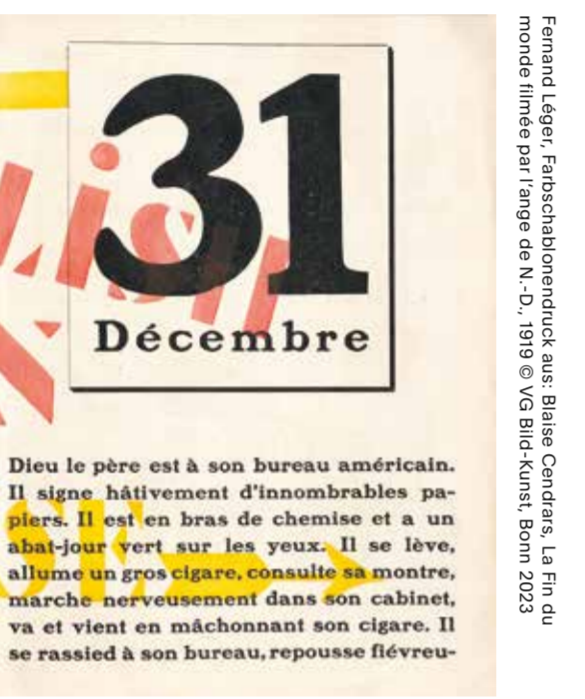 31
Décembre
Dieu le père est à son bureau américain.
Il signe hâtivement d'innombrables pa-
piers. Il est en bras de chemise et a un
abat-jour vert sur les yeux. Il se lève,
allume un gros cigare, consulte sa montre,
marche nerveusement dans son cabinet,
va et vient en mâchonnant son cigare. Il
se rassied à son bureau, repousse fiévreu-
Fernand Léger, Farbschablonendruck aus: Blaise Cendrars, La Fin du
monde filmée par l'ange de N.-D., 1919 © VG Bild-Kunst, Bonn 2023